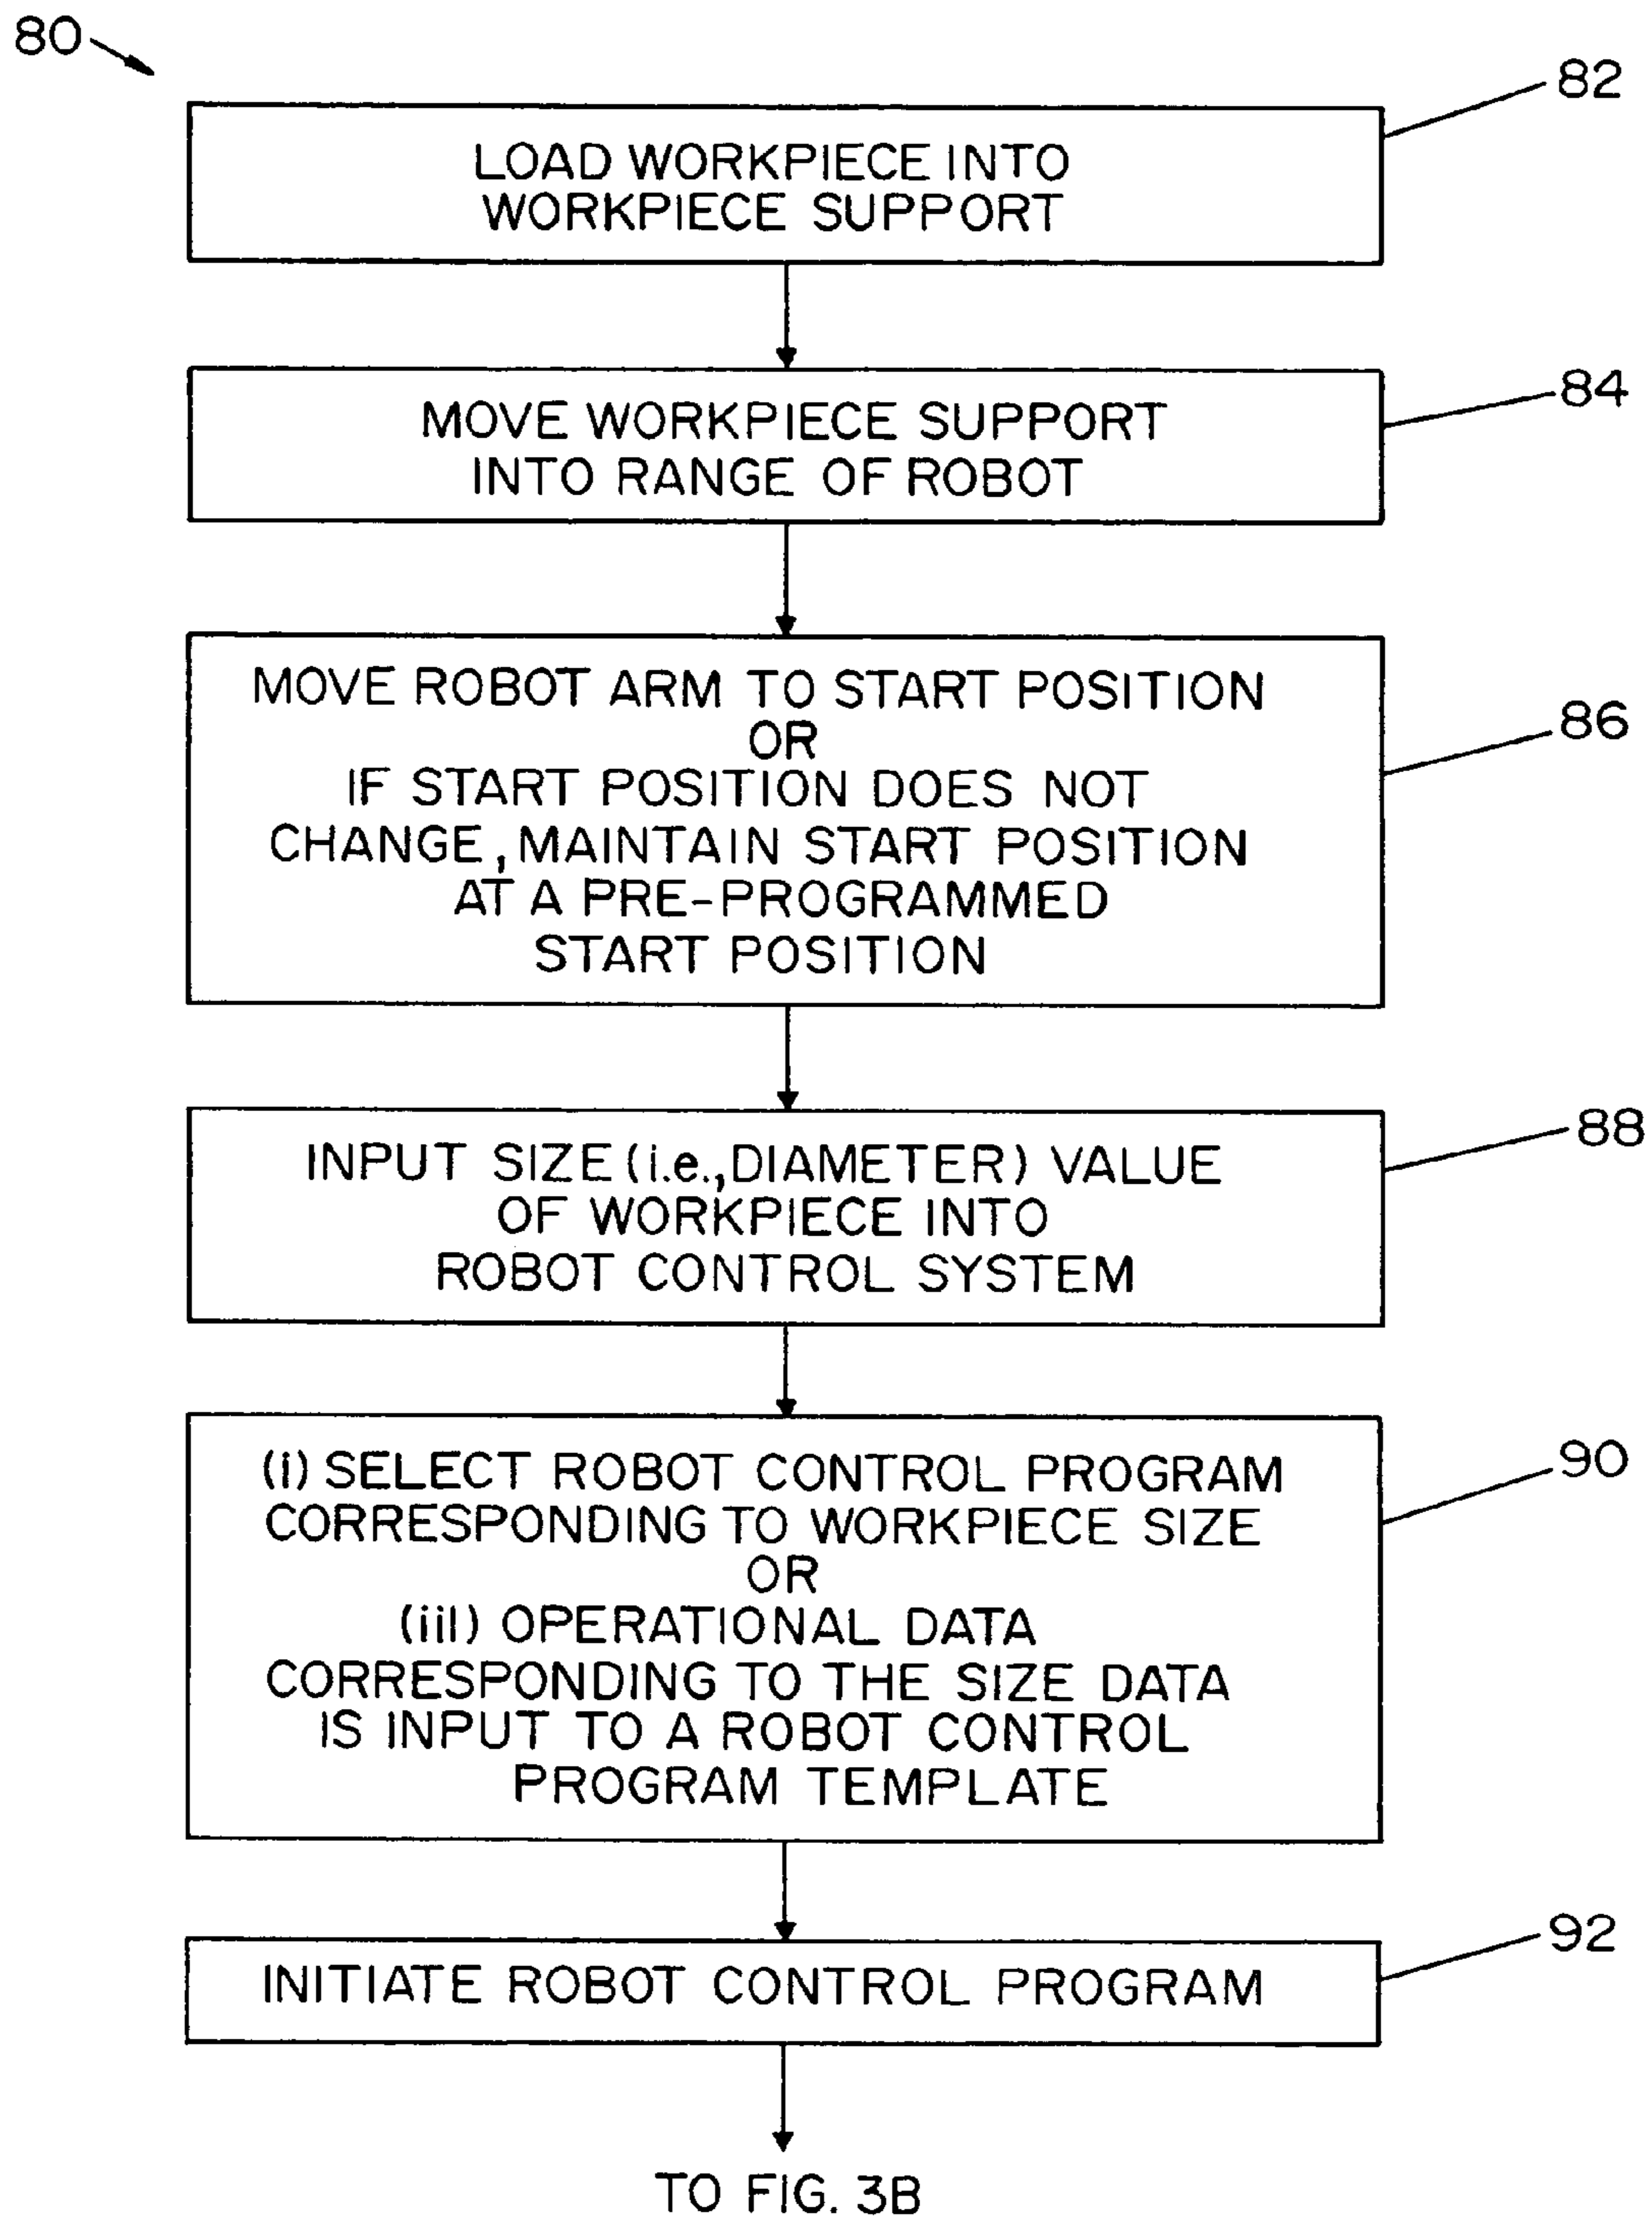 80
82
LOAD WORKPIECE INTO
WORKPIECE SUPPORT
84
MOVE WORKPIECE SUPPORT
INTO RANGE OF ROBOT
86
MOVE ROBOT ARM TO START POSITION
OR
IF START POSITION DOES NOT
CHANGE, MAINTAIN START POSITION
AT A PRE-PROGRAMMED
START POSITION
88
INPUT SIZE (i.e., DIAMETER) VALUE
OF WORKPIECE INTO
ROBOT CONTROL SYSTEM
90
(i) SELECT ROBOT CONTROL PROGRAM
CORRESPONDING TO WORKPIECE SIZE
OR
(iil) OPERATIONAL DATA
CORRESPONDING TO THE SIZE DATA
IS INPUT TO A ROBOT CONTROL
PROGRAM TEMPLATE
92
INITIATE ROBOT CONTROL PROGRAM
TO FIG. 3B